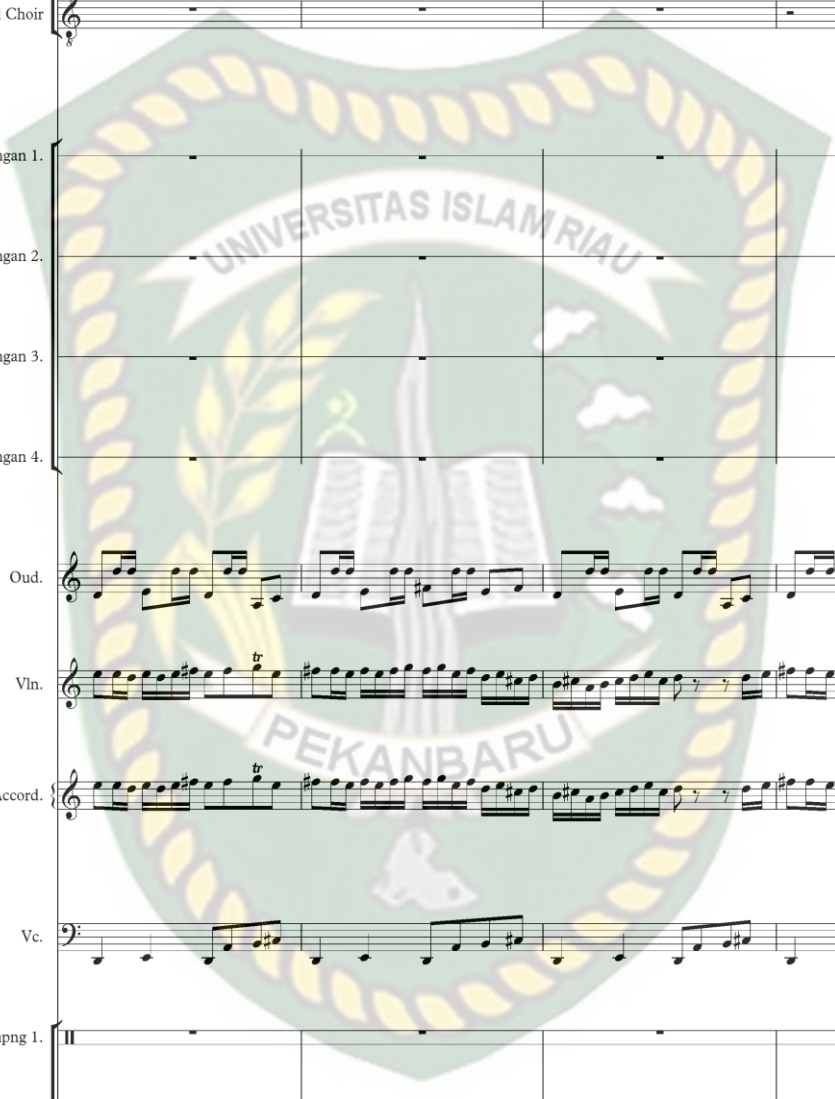 Choir
8
ngan 1.
UNIVERSITAS ISLAM RIAU
ngan 2.
ngan 3.
ngan 4.
Oud.
tr
Vln.
PEKANBARU
tr
Accord.
Vc.
png 1.